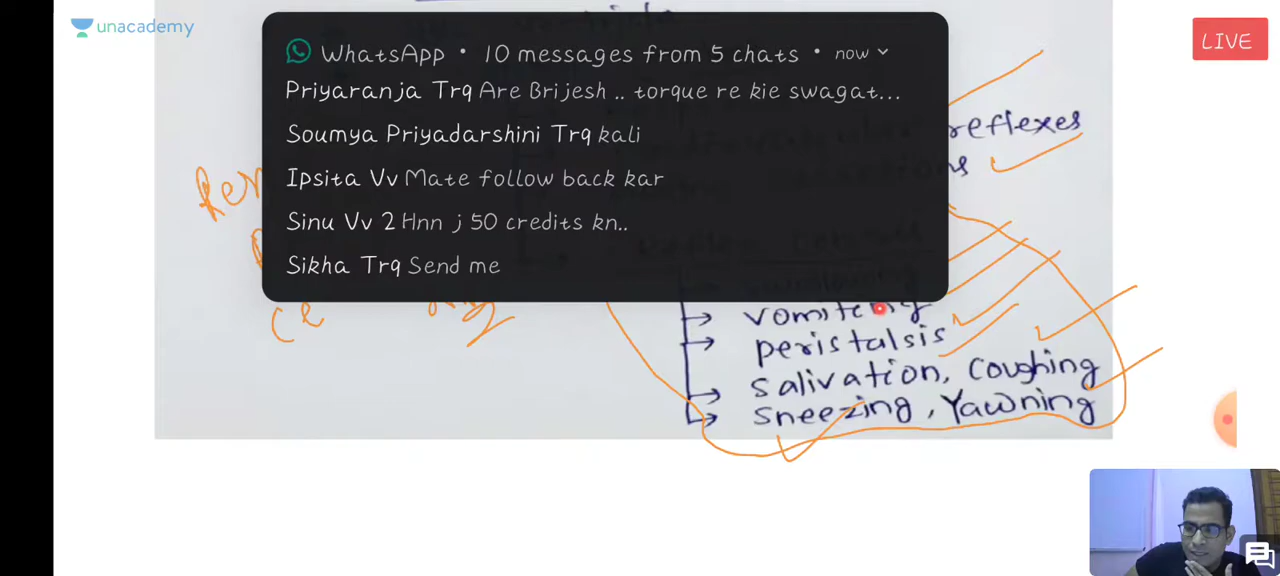 unacademy
LIVE
WhatsApp • 10 messages from 5 chats • now
Priyaranja Trq Are Brijesh .. torque re kie swagat...
Soumya Priyadarshini Trq kali
Ipsita Vv Mate follow back kar
Sinu Vv 2 Hnn j 50 credits kn..
Sikha Trq Send me
reflexes
vomiting
peristalsis
salivation, coughing
sneezing, Yawning